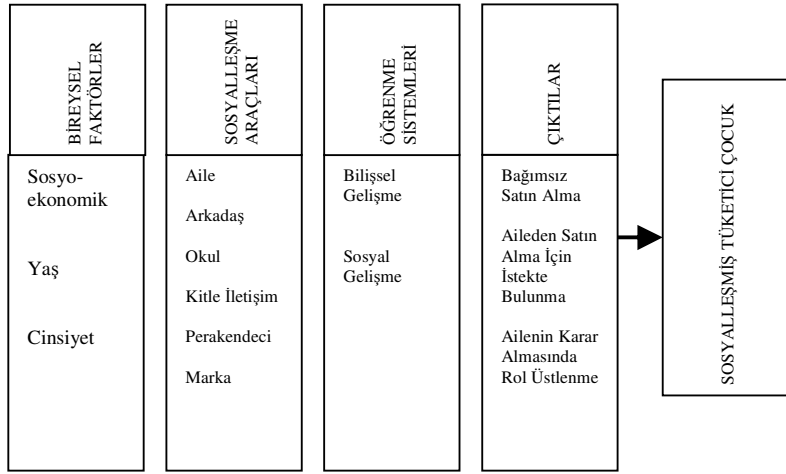 BİREYSEL
FAKTÖRLER
Sosyo-
ekonomik
Yaş
Cinsiyet
SOSYALLEŞME
ARAÇLARI
Aile
Arkadaş
Okul
Kitle İletişim
Perakendeci
Marka
ÖĞRENME
SİSTEMLERİ
Bilişsel
Gelişme
Sosyal
Gelişme
ÇIKTILAR
Bağımsız
Satın Alma
Aileden Satın
Alma İçin
İstekte
Bulunma
Ailenin Karar
Almasında
Rol Üstlenme
SOSYALLEŞMİŞ TÜKETİCİ ÇOCUK